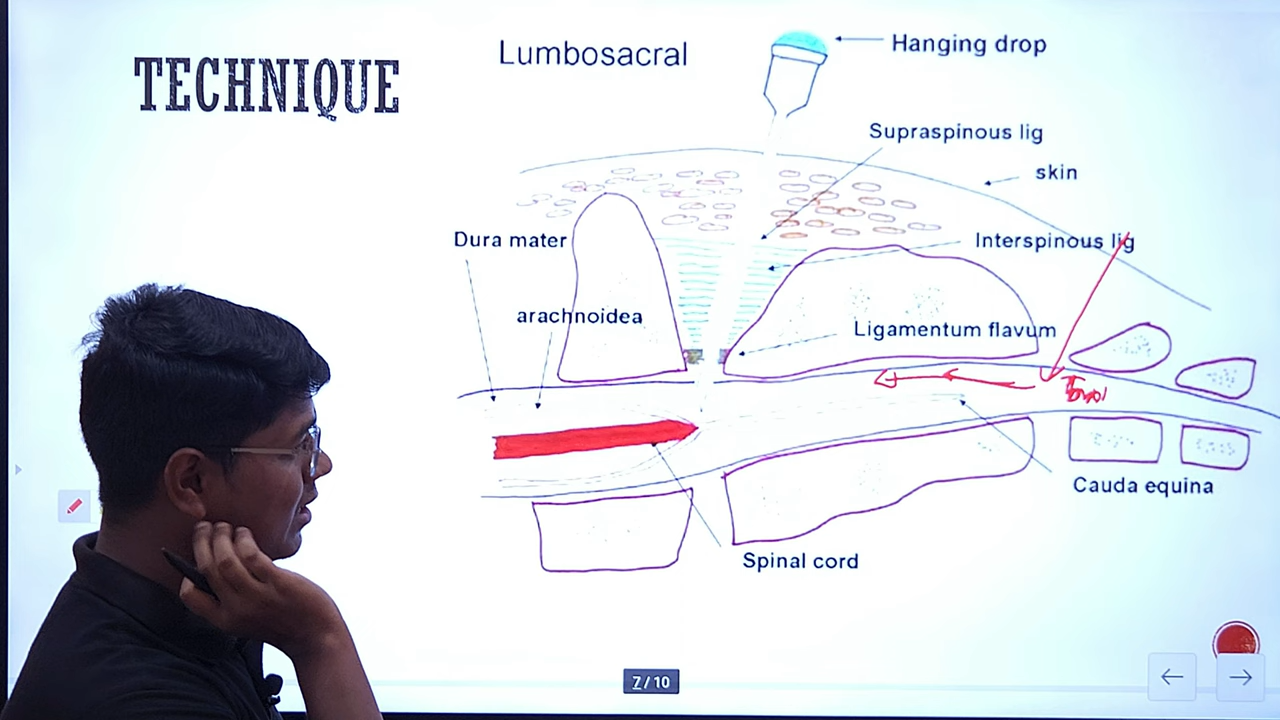 TECHNIQUE
Lumbosacral
Hanging drop
Supraspinous lig
skin
Dura mater
Interspinous lig
arachnoidea
Ligamentum flavum
Cauda equina
Spinal cord
7 / 10